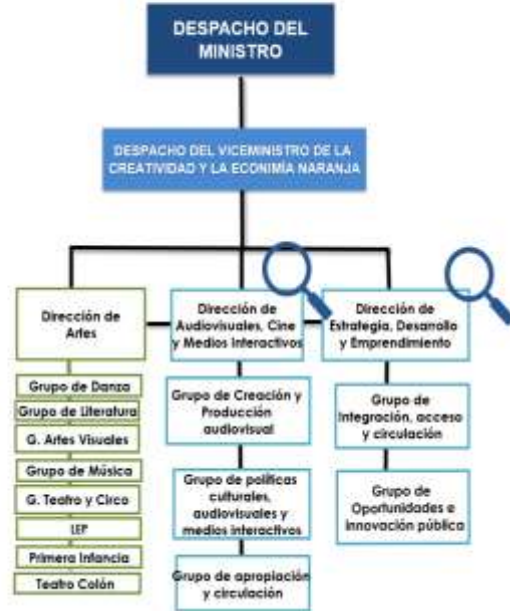 DESPACHO DEL
MINISTRO
DESPACHO DEL VICEMINISTRO DE LA
CREATIVIDAD Y LA ECONOMÍA NARANJA
Dirección de
Artes
Grupo de Danza
Grupo de Literatura
G. Artes Visuales
Grupo de Música
G. Teatro y Circo
LEP
Primera Infancia
Teatro Colón
Dirección de
Audiovisuales, Cine
y Medios Interactivos
Grupo de Creación y
Producción
audiovisual
Grupo de políticas
culturales,
audiovisuales y
medios interactivos
Grupo de apropiación
y circulación
Dirección de
Estrategia, Desarrollo
y Emprendimiento
Grupo de
Integración, acceso
y circulación
Grupo de
Oportunidades e
innovación pública